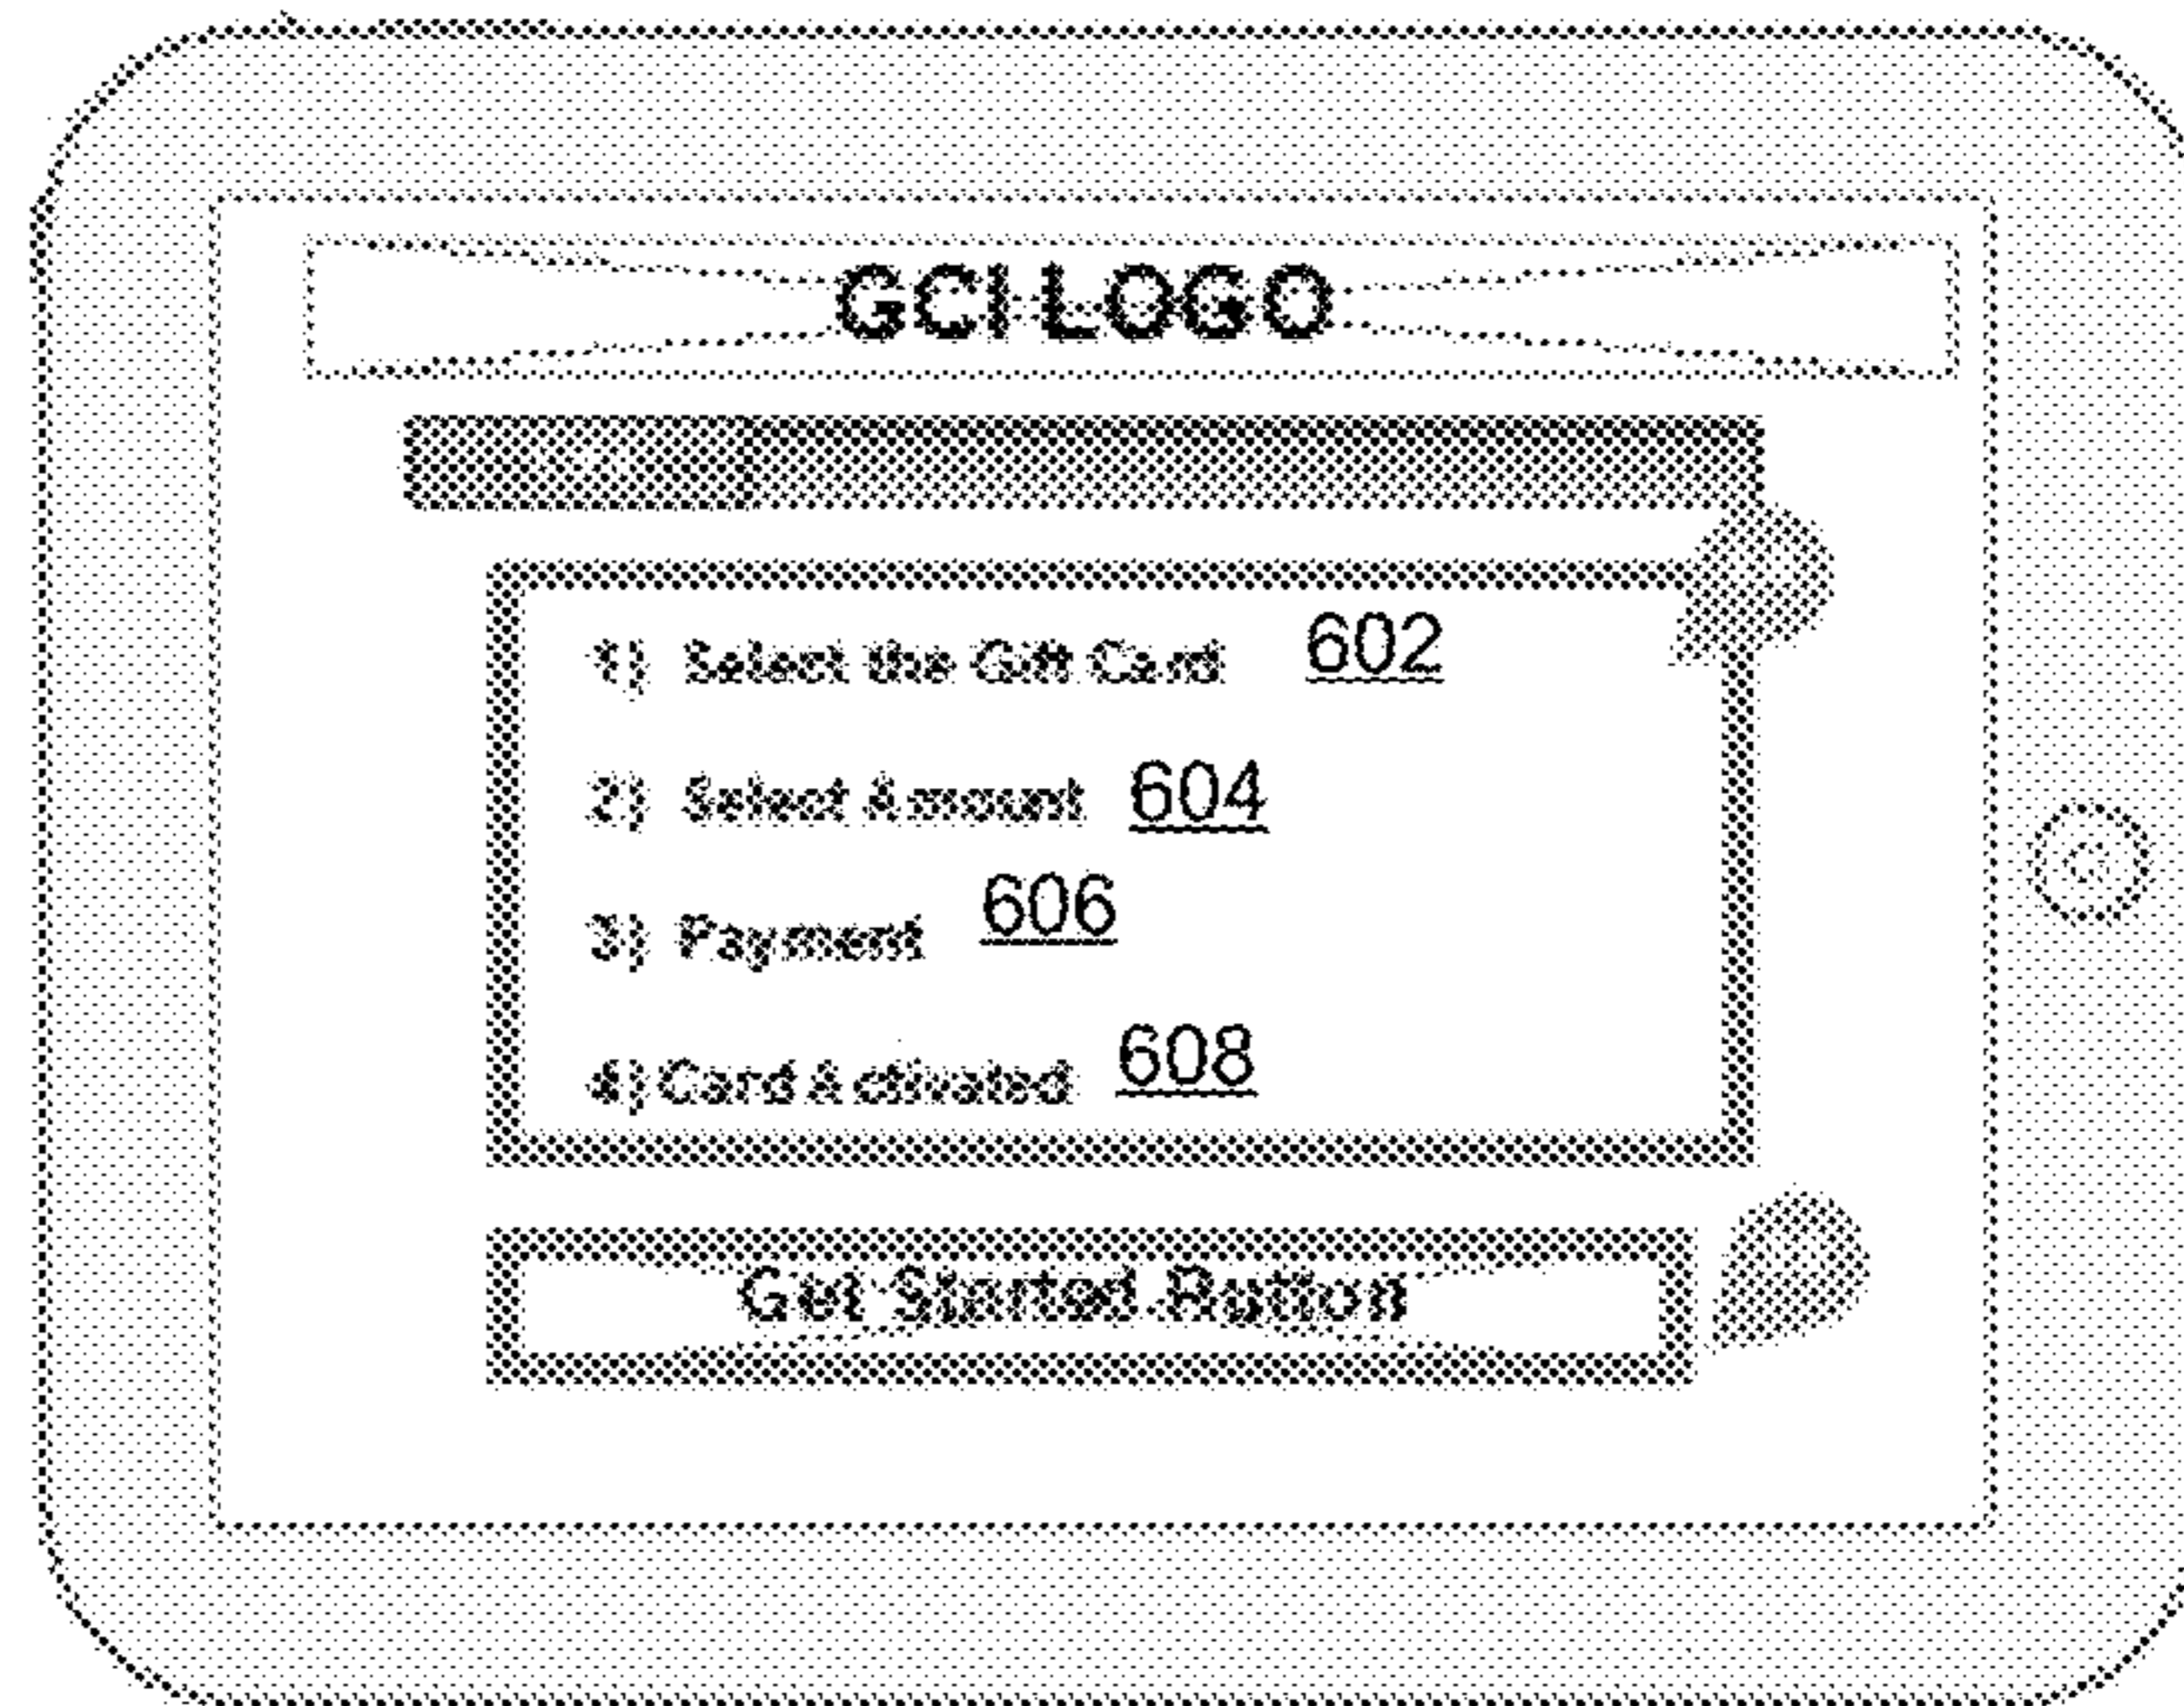 GCI LOGO
1) Select the Gift Card 602
2) Select Amount 604
3) Payment 606
4) Card Activated 608
Get Started Button